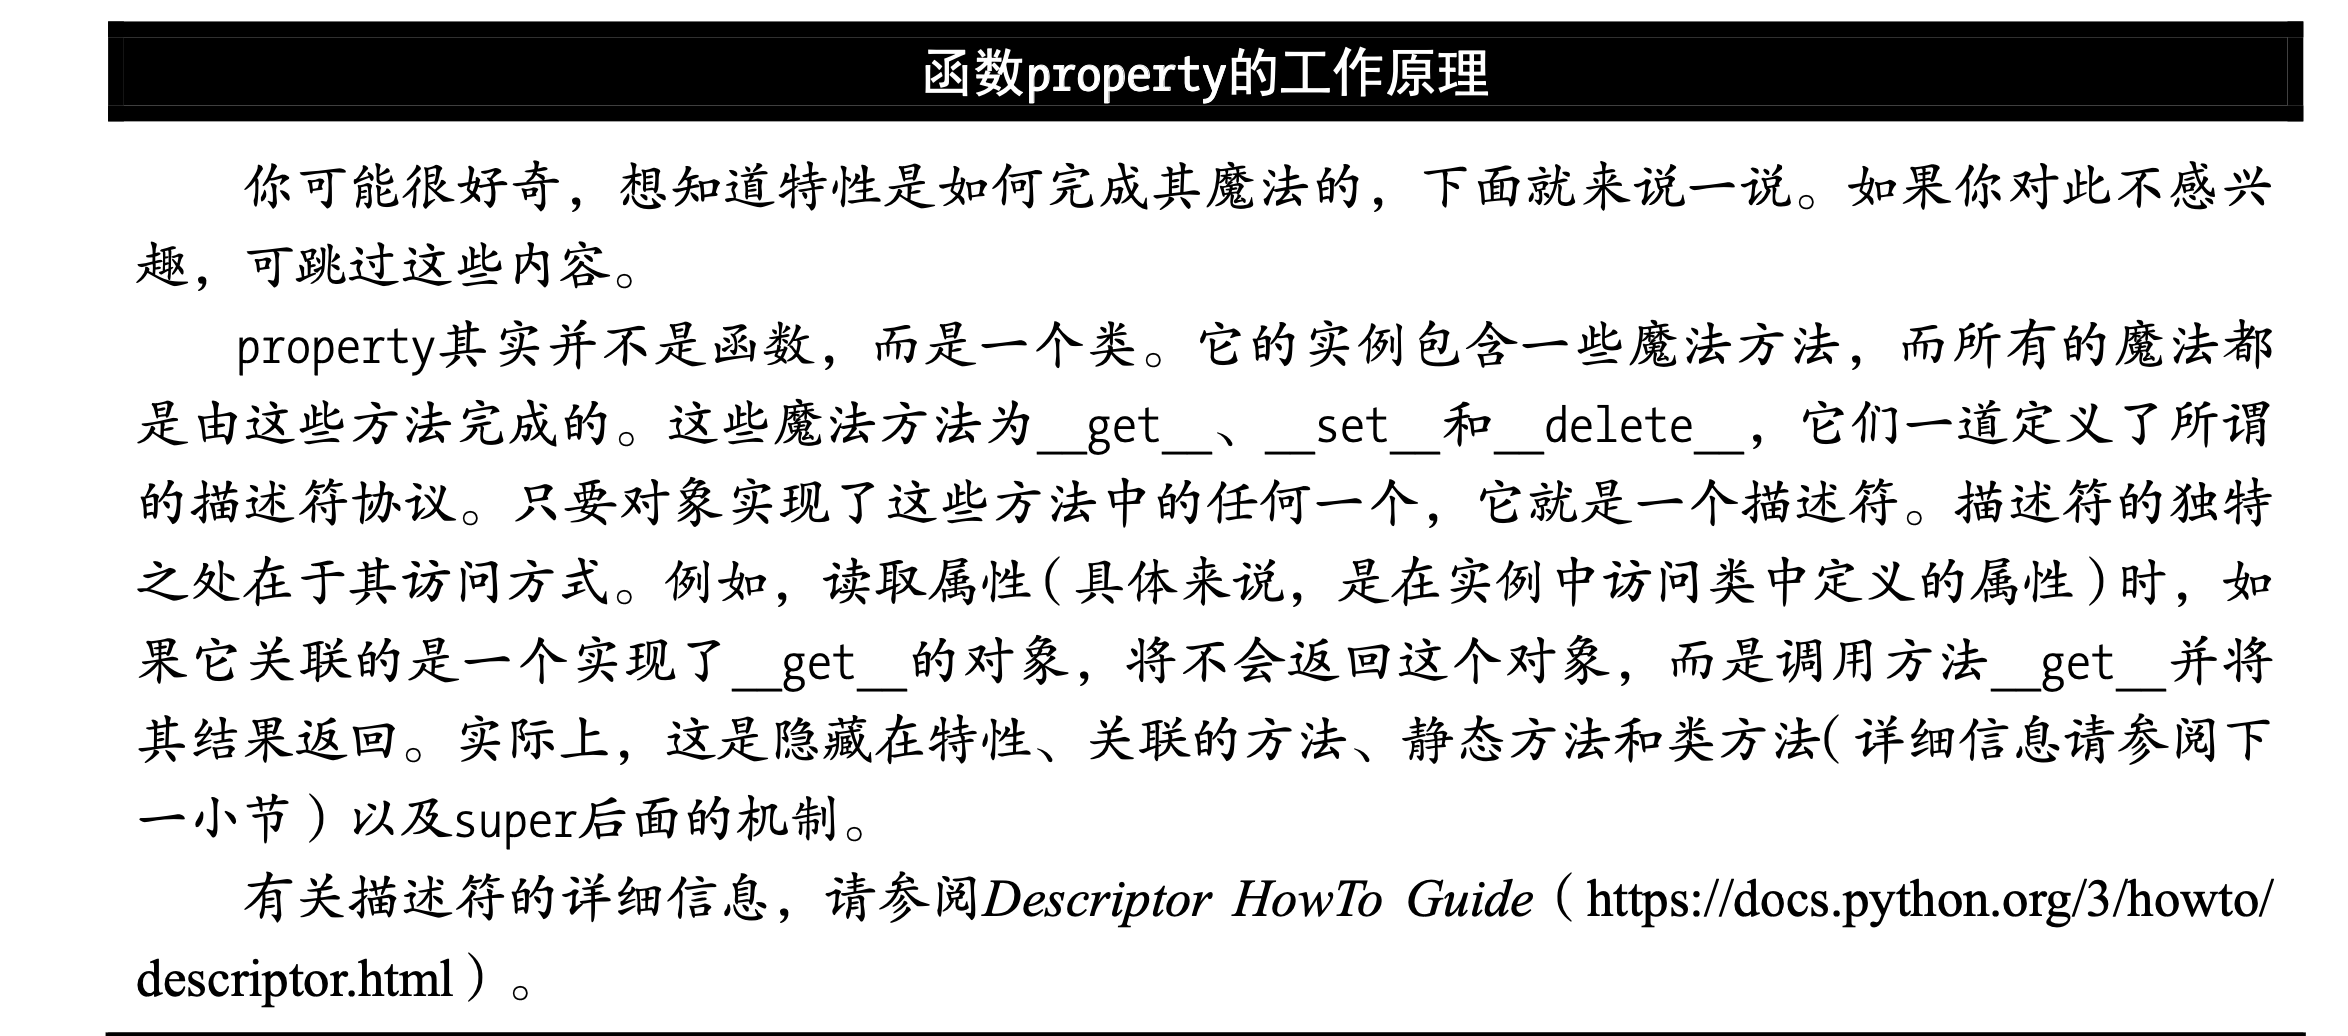 函数property的工作原理
你可能很好奇，想知道特性是如何完成其魔法的，下面就来说一说。如果你对此不感兴
趣，可跳过这些内容。
property其实并不是函数，而是一个类。它的实例包含一些魔法方法，而所有的魔法都
是由这些方法完成的。这些魔法方法为__get__、__set__和__delete__，它们一道定义了所谓
的描述符协议。只要对象实现了这些方法中的任何一个，它就是一个描述符。描述符的独特
之处在于其访问方式。例如，读取属性（具体来说，是在实例中访问类中定义的属性）时，如
果它关联的是一个实现了__get__的对象，将不会返回这个对象，而是调用方法__get__并将
其结果返回。实际上，这是隐藏在特性、关联的方法、静态方法和类方法（详细信息请参阅下
一小节）以及super后面的机制。
有关描述符的详细信息，请参阅Descriptor HowTo Guide（https://docs.python.org/3/howto/
descriptor.html）。